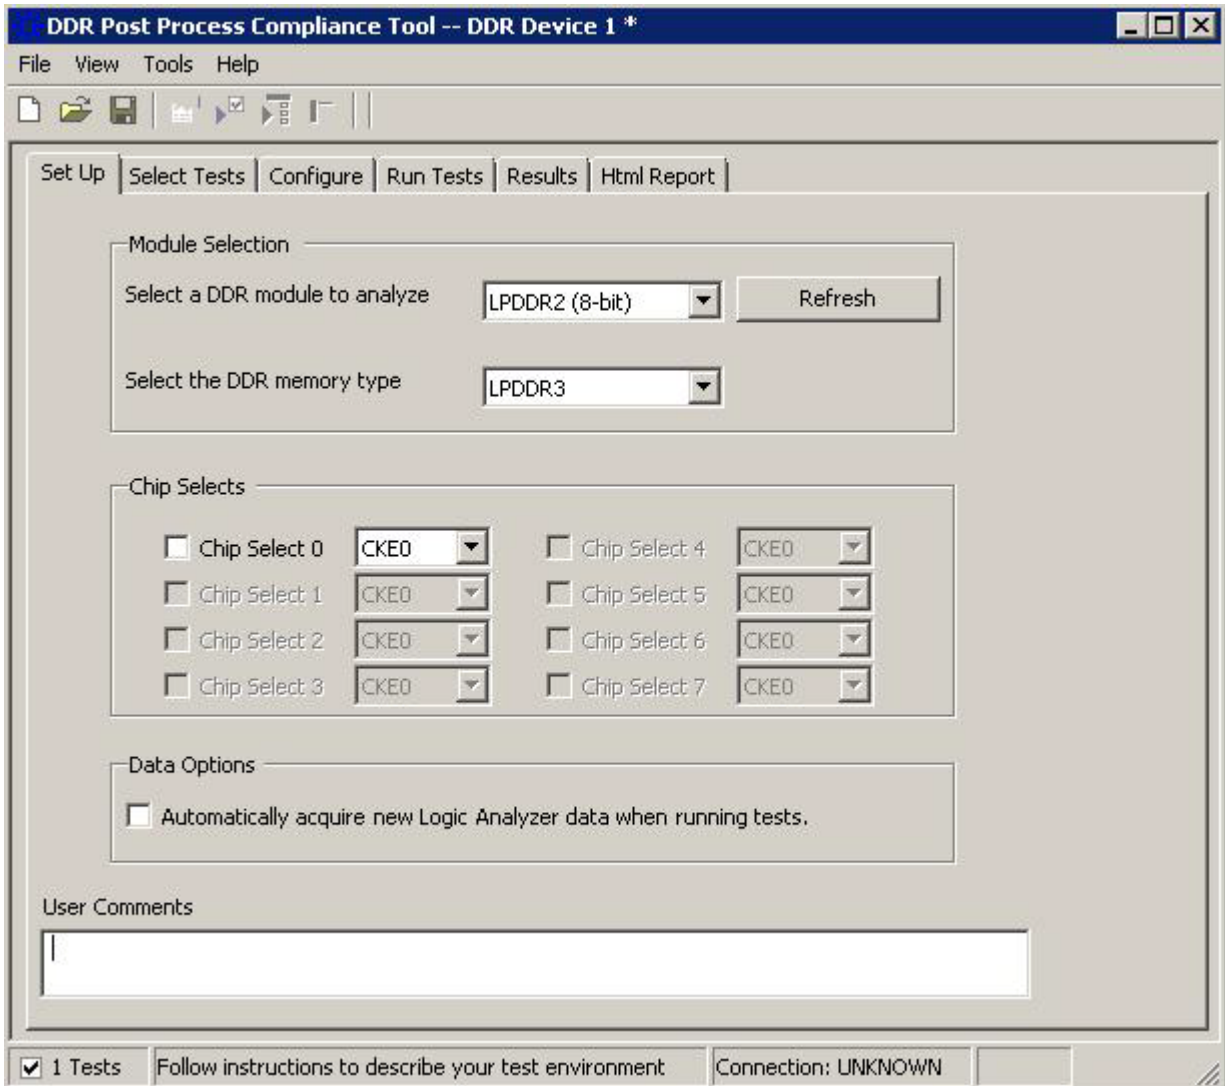 DDR Post Process Compliance Tool -- DDR Device 1 *
File View Tools Help
Set Up Select Tests Configure Run Tests Results Html Report
Module Selection
Select a DDR module to analyze LPDDR2 (8-bit) Refresh
Select the DDR memory type LPDDR3
Chip Selects
Chip Select 0 CKE0 Chip Select 4 CKE0
Chip Select 1 CKE0 Chip Select 5 CKE0
Chip Select 2 CKE0 Chip Select 6 CKE0
Chip Select 3 CKE0 Chip Select 7 CKE0
Data Options
Automatically acquire new Logic Analyzer data when running tests.
User Comments
1 Tests Follow instructions to describe your test environment Connection: UNKNOWN